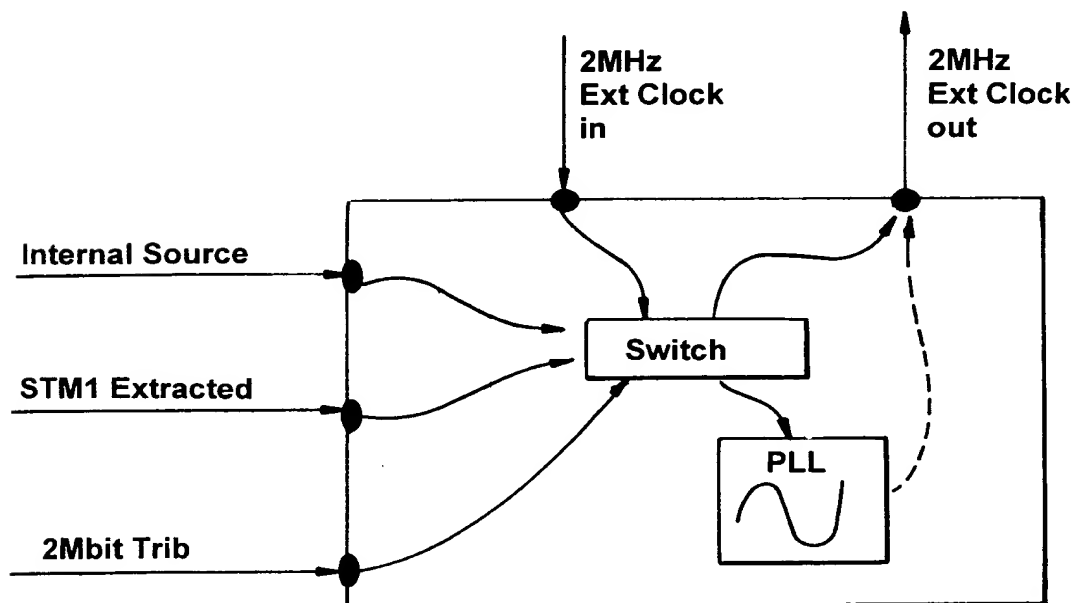 2MHz
Ext Clock
in
2MHz
Ext Clock
out
Internal Source
STM1 Extracted
2Mbit Trib
Switch
PLL